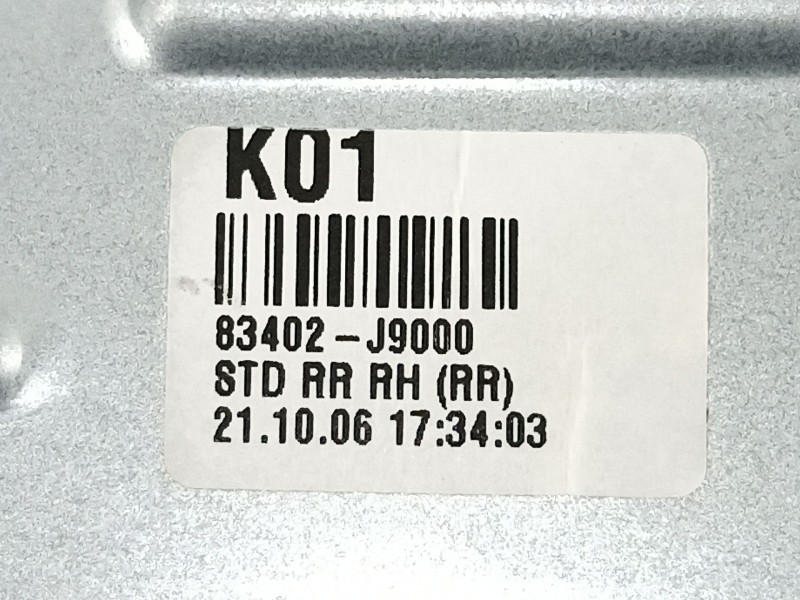 K01
83402-J9000
STD RR RH (RR)
21.10.06 17:34:03